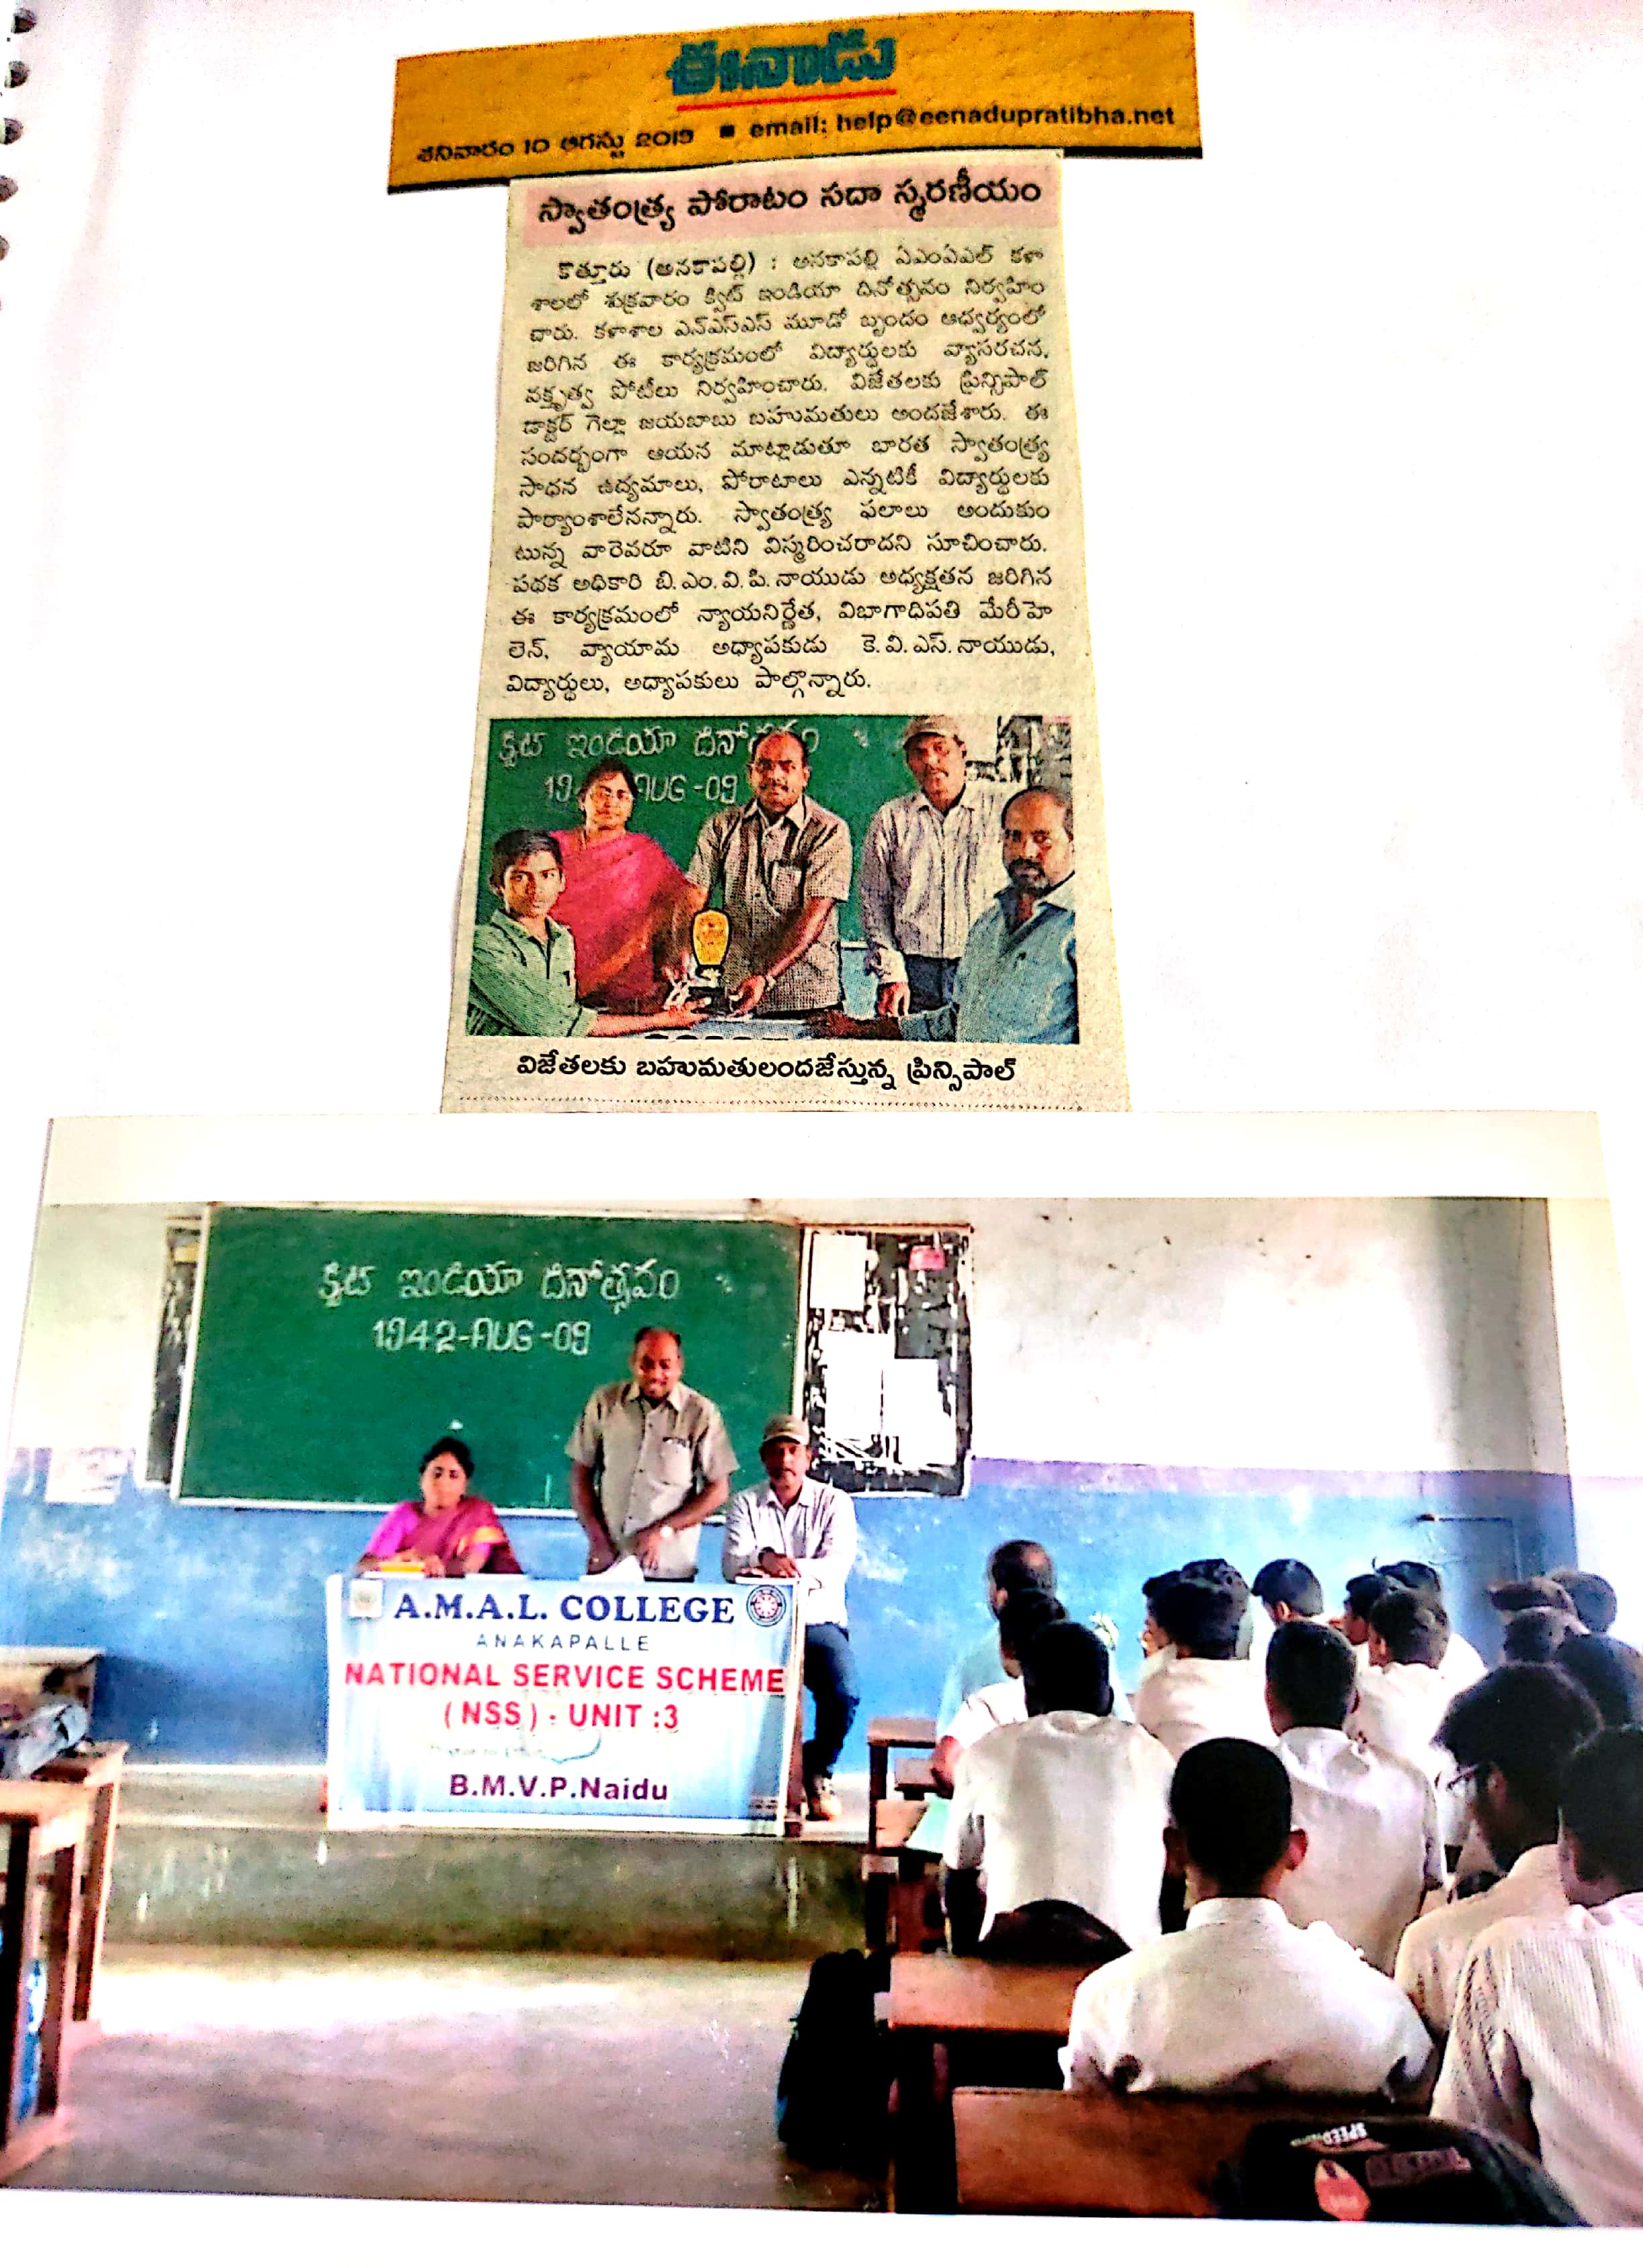 ఈనాడు
శనివారం 10 ఆగస్టు 2019 ■ email: help@eenadupratibha.net
స్వాతంత్ర్య పోరాటం సదా స్మరణీయం
కొత్తూరు (అనకాపల్లి) : అనకాపల్లి ఏఎంఏఎల్ కళా
శాలలో శుక్రవారం క్విట్ ఇండియా దినోత్సవం నిర్వహిం
చారు. కళాశాల ఎన్ఎస్ఎస్ మూడో బృందం ఆధ్వర్యంలో
జరిగిన ఈ కార్యక్రమంలో విద్యార్థులకు వ్యాసరచన,
వక్తృత్వ పోటీలు నిర్వహించారు. విజేతలకు ప్రిన్సిపాల్
డాక్టర్ గెల్లా జయబాబు బహుమతులు అందజేశారు. ఈ
సందర్భంగా ఆయన మాట్లాడుతూ భారత స్వాతంత్ర్య
సాధన ఉద్యమాలు, పోరాటాలు ఎన్నటికీ విద్యార్థులకు
పాఠ్యాంశాలేనన్నారు. స్వాతంత్ర్య ఫలాలు అందుకుం
టున్న వారెవరూ వాటిని విస్మరించరాదని సూచించారు.
పథక అధికారి బి.ఎం.వి.పి.నాయుడు అధ్యక్షతన జరిగిన
ఈ కార్యక్రమంలో న్యాయనిర్ణేత, విభాగాధిపతి మేరీహె
లెన్, వ్యాయామ అధ్యాపకుడు కె.వి.ఎస్.నాయుడు,
విద్యార్థులు, అధ్యాపకులు పాల్గొన్నారు.
క్విట్ ఇండియా
AUG-09
విజేతలకు బహుమతులందజేస్తున్న ప్రిన్సిపాల్
క్విట్ ఇండియా దినోత్సవం
1942-AUG-09
A.M.A.L. COLLEGE
ANAKAPALLE
NATIONAL SERVICE SCHEME
(NSS) - UNIT :3
B.M.V.P.Naidu